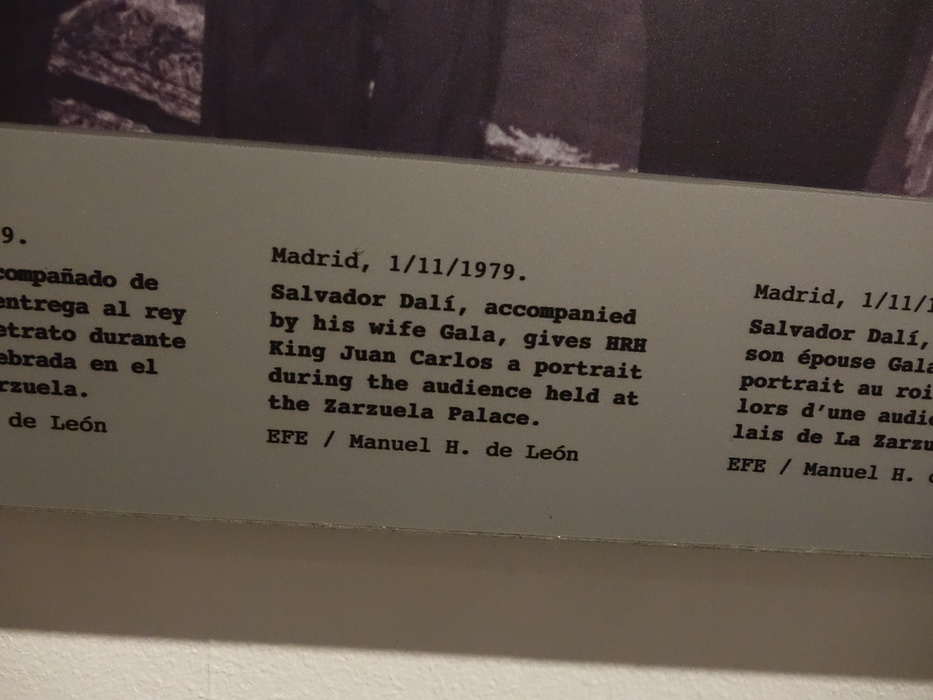 9.
compañado de
entrega al rey
etrato durante
ebrada en el
rzuela.
de León
Madrid, 1/11/1979.
Salvador Dalí, accompanied
by his wife Gala, gives HRH
King Juan Carlos a portrait
during the audience held at
the Zarzuela Palace.
EFE / Manuel H. de León
Madrid, 1/11/1
Salvador Dalí,
son épouse Gala
portrait au roi
lors d'une audie
lais de La Zarzu
EFE / Manuel H. d